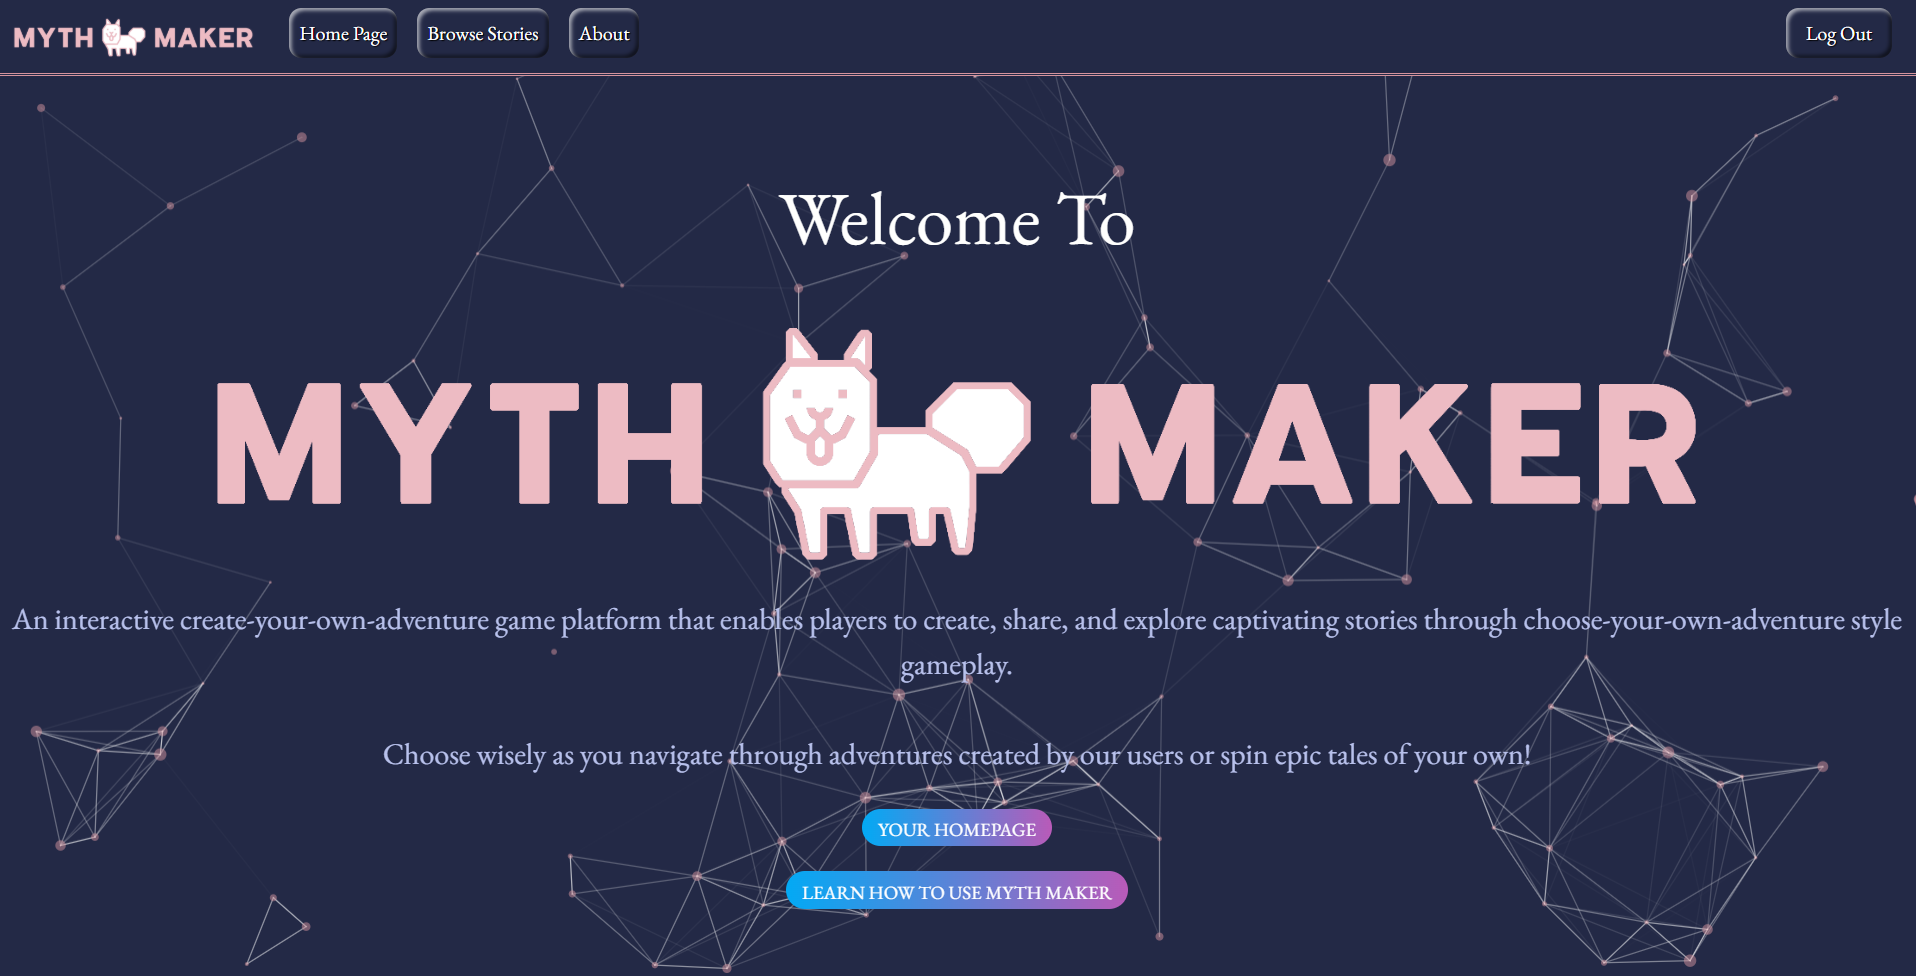 MYTH MAKER
Home Page
Browse Stories
About
Log Out
Welcome To
MYTH MAKER
An interactive create-your-own-adventure game platform that enables players to create, share, and explore captivating stories through choose-your-own-adventure style
gameplay.
Choose wisely as you navigate through adventures created by our users or spin epic tales of your own!
YOUR HOMEPAGE
LEARN HOW TO USE MYTH MAKER